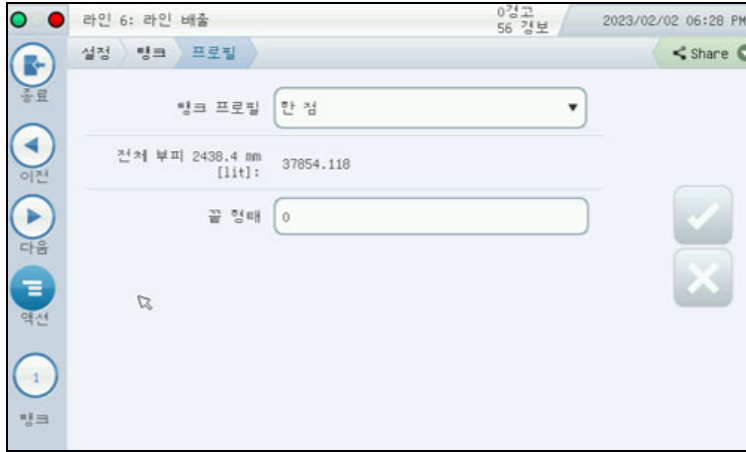 라인 6: 라인 배출
0경고
56 경보
2023/02/02 06:28 PM
설정
탱크
프로필
Share
종료
탱크 프로필
한 점
이전
전체 부피 2438.4 mm
[lit]:
37854.118
다음
끝 형태
0
액션
1
탱크